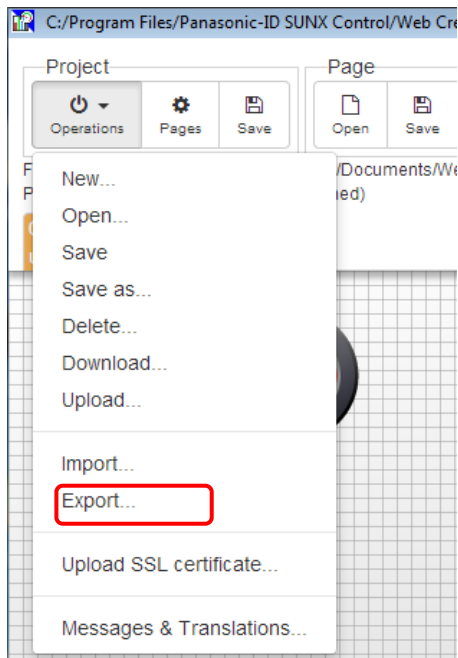 C:/Program Files/Panasonic-ID SUNX Control/Web Cre
Project
Page
Operations
Pages
Save
Open
Save
/Documents/We
ned)
New...
Open...
Save
Save as...
Delete...
Download...
Upload...
Import...
Export...
Upload SSL certificate...
Messages & Translations...